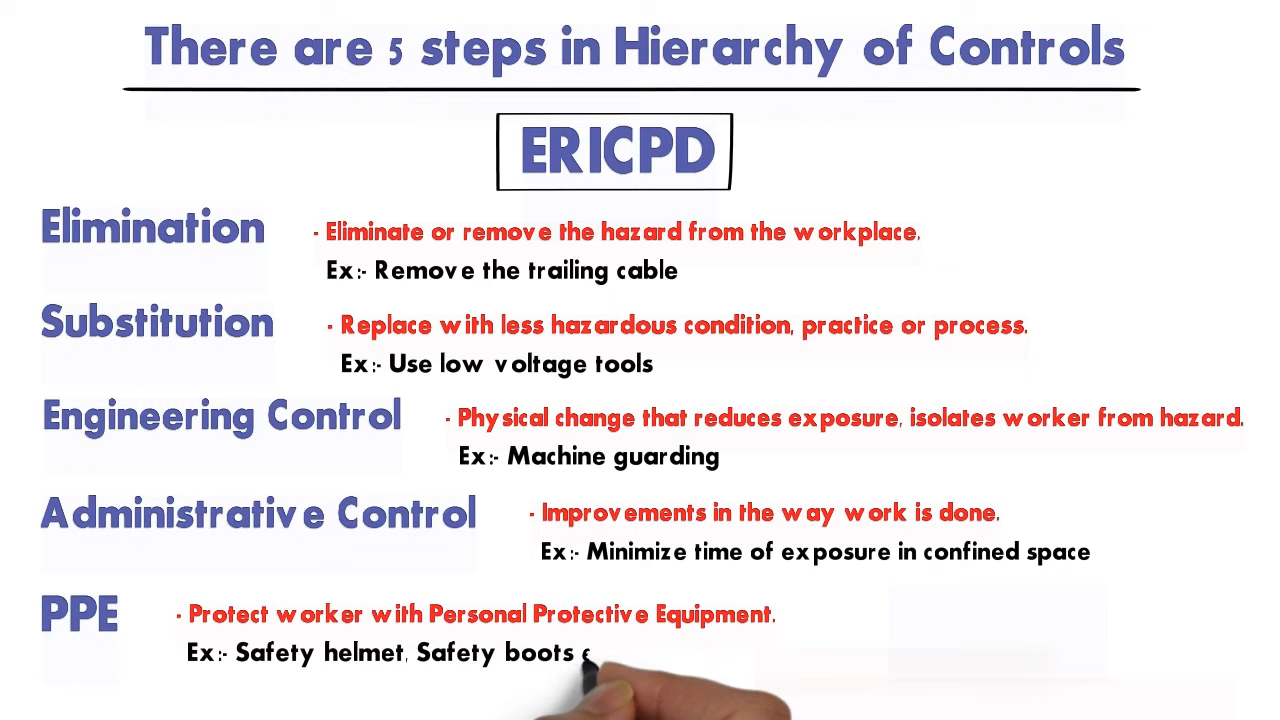 There are 5 steps in Hierarchy of Controls
ERICPD
Elimination
- Eliminate or remove the hazard from the workplace.
Ex:- Remove the trailing cable
Substitution
- Replace with less hazardous condition, practice or process.
Ex:- Use low voltage tools
Engineering Control
- Physical change that reduces exposure, isolates worker from hazard.
Ex:- Machine guarding
Administrative Control
- Improvements in the way work is done.
Ex:- Minimize time of exposure in confined space
PPE
- Protect worker with Personal Protective Equipment.
Ex:- Safety helmet, Safety boots